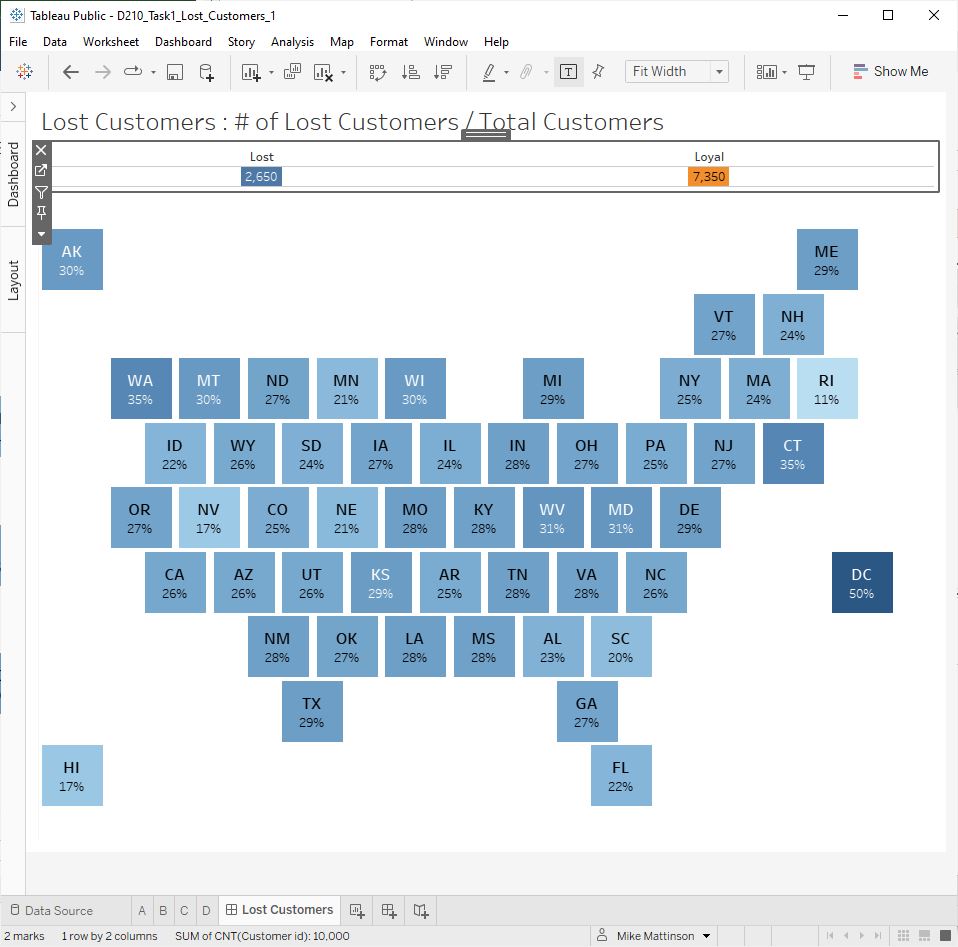 Tableau Public - D210_Task1_Lost_Customers_1
File Data Worksheet Dashboard Story Analysis Map Format Window Help
Fit Width Show Me
Dashboard
Layout
Lost Customers : # of Lost Customers / Total Customers
Lost Loyal
2,650 7,350
AK ME
30% 29%
VT NH
27% 24%
WA MT ND MN WI MI NY MA RI
35% 30% 27% 21% 30% 29% 25% 24% 11%
ID WY SD IA IL IN OH PA NJ CT
22% 26% 24% 27% 24% 28% 27% 25% 27% 35%
OR NV CO NE MO KY WV MD DE
27% 17% 25% 21% 28% 28% 31% 31% 29%
CA AZ UT KS AR TN VA NC DC
26% 26% 26% 29% 25% 28% 28% 26% 50%
NM OK LA MS AL SC
28% 27% 28% 28% 23% 20%
TX GA
29% 27%
HI FL
17% 22%
Data Source A B C D Lost Customers
2 marks 1 row by 2 columns SUM of CNT(Customer id): 10,000 Mike Mattinson